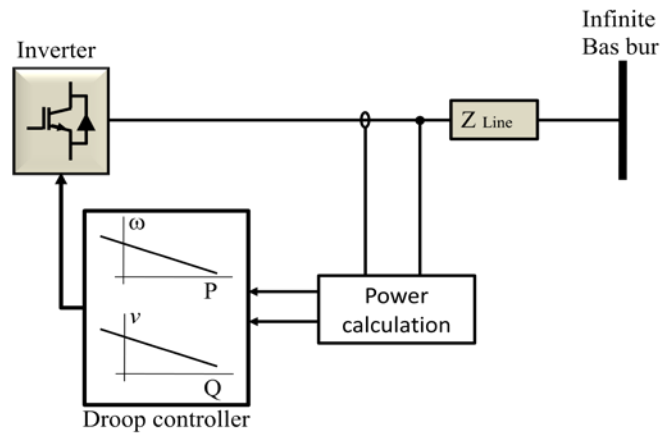 Infinite
Bas bur
Inverter
Z Line
ω
P
v
Q
Power
calculation
Droop controller